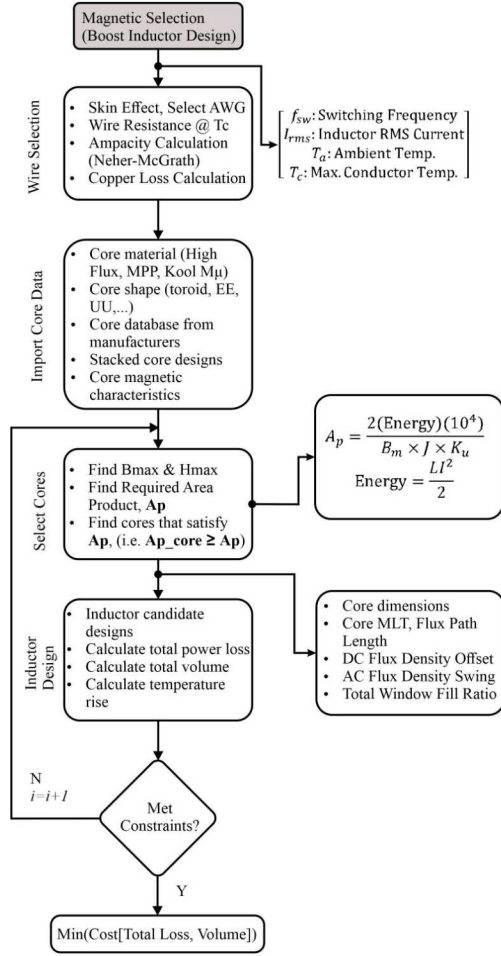 Magnetic Selection
(Boost Inductor Design)
Wire Selection
• Skin Effect, Select AWG
• Wire Resistance @ Tc
• Ampacity Calculation
(Neher-McGrath)
• Copper Loss Calculation
f_sw: Switching Frequency
I_rms: Inductor RMS Current
T_a: Ambient Temp.
T_c: Max. Conductor Temp.
Import Core Data
• Core material (High
Flux, MPP, Kool Mµ)
• Core shape (toroid, EE,
UU,...)
• Core database from
manufacturers
• Stacked core designs
• Core magnetic
characteristics
Select Cores
• Find Bmax & Hmax
• Find Required Area
Product, Ap
• Find cores that satisfy
Ap, (i.e. Ap_core ≥ Ap)
A_p = 2(Energy)(10^4) / B_m × J × K_u
Energy = LI^2 / 2
Inductor
Design
• Inductor candidate
designs
• Calculate total power loss
• Calculate total volume
• Calculate temperature
rise
• Core dimensions
• Core MLT, Flux Path
Length
• DC Flux Density Offset
• AC Flux Density Swing
• Total Window Fill Ratio
N
i=i+1
Met
Constraints?
Y
Min(Cost[Total Loss, Volume])